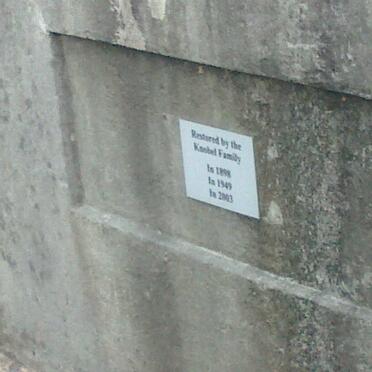 Restored by the
Knobel Family
In 1898
In 1949
In 2003